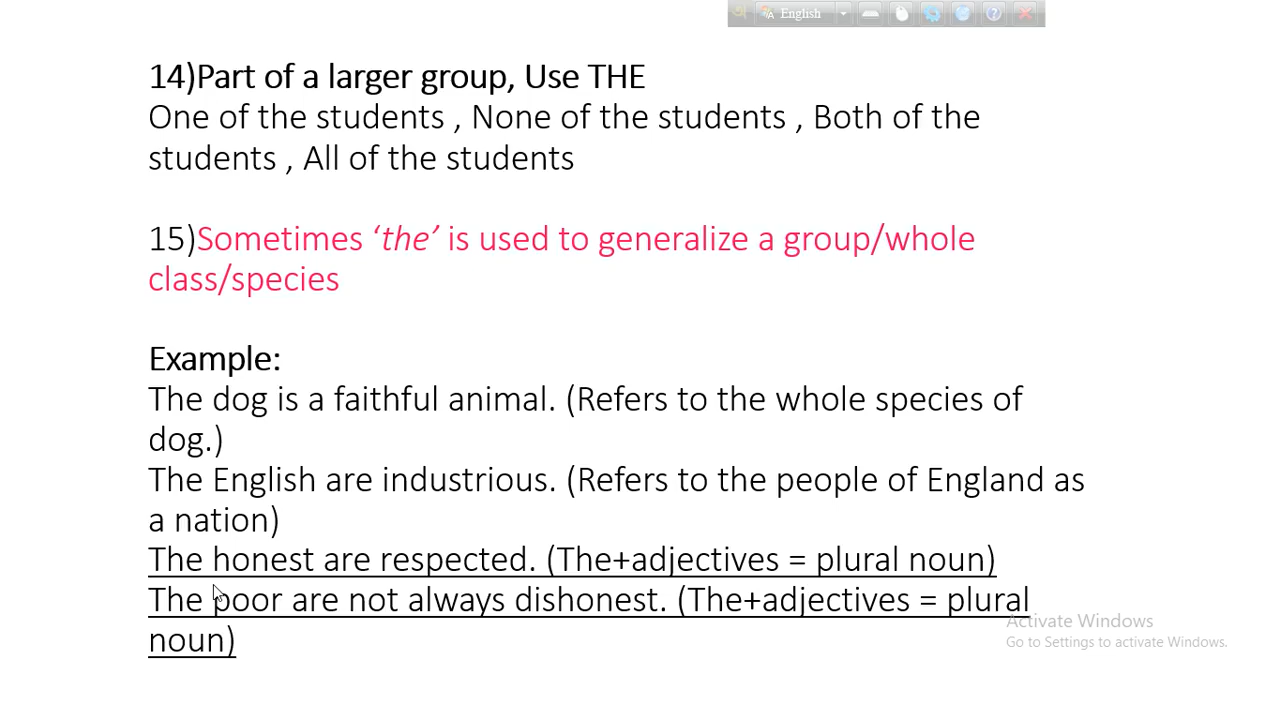 English
14)Part of a larger group, Use THE
One of the students , None of the students , Both of the
students , All of the students
15)Sometimes ‘the’ is used to generalize a group/whole
class/species
Example:
The dog is a faithful animal. (Refers to the whole species of
dog.)
The English are industrious. (Refers to the people of England as
a nation)
The honest are respected. (The+adjectives = plural noun)
The poor are not always dishonest. (The+adjectives = plural
noun)
Activate Windows
Go to Settings to activate Windows.